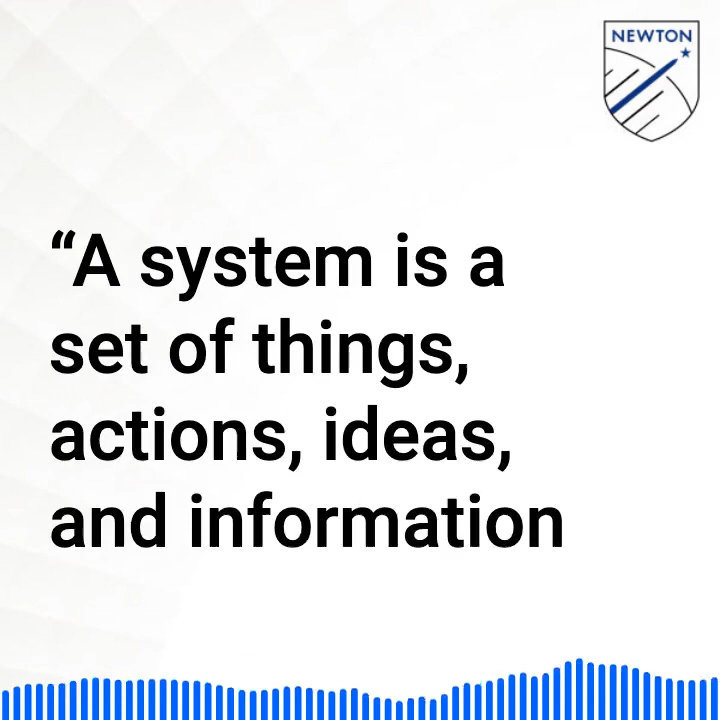 NEWTON
“A system is a
set of things,
actions, ideas,
and information